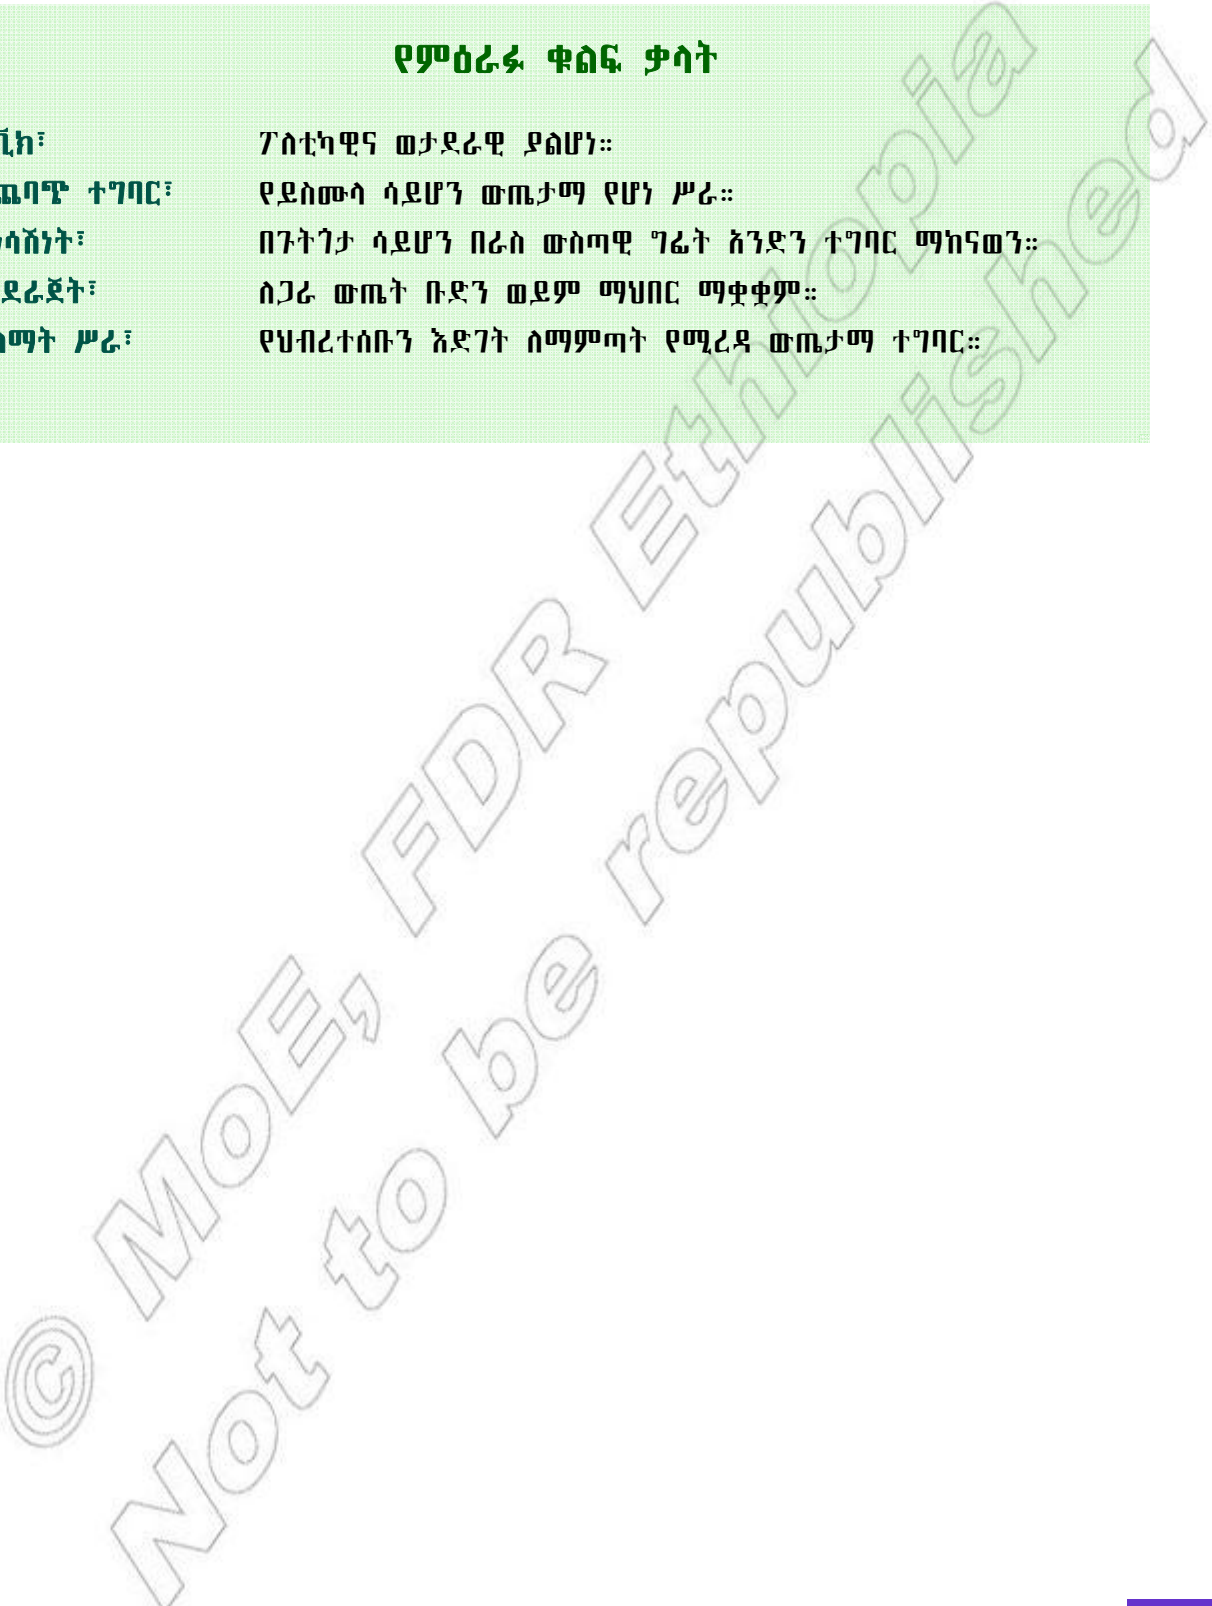 የምዕራፉ ቁልፍ ቃላት
ፖለቲካዊና ወታደራዊ ያልሆነ።
ተግባር፣ የይስሙላ ሳይሆን ውጤታማ የሆነ ሥራ።
በጉትጎታ ሳይሆን በራስ ውስጣዊ ግፊት አንድን ተግባር ማከናወን።
ለጋራ ውጤት ቡድን ወይም ማህበር ማቋቋም።
ሥራ፣ የህብረተሰቡን እድገት ለማምጣት የሚረዳ ውጤታማ ተግባር።
© MoE, FDR Ethiopia
Not to be republished